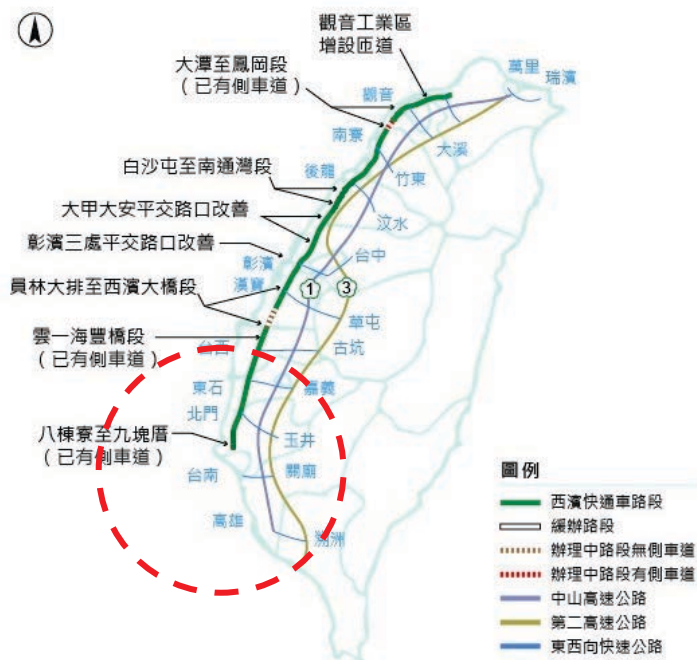 觀音工業區
增設匝道
萬里
瑞濱
大潭至鳳岡段
（已有側車道）
觀音
南寮
大溪
白沙屯至南通灣段
後龍
竹東
大甲大安平交路口改善
汶水
彰濱三處平交路口改善
台中
彰濱
漢寶
員林大排至西濱大橋段
1
3
草屯
雲一海豐橋段
（已有側車道）
台西
古坑
東石
嘉義
北門
八棟寮至九塊厝
（已有側車道）
玉井
台南
關廟
高雄
溯洲
圖例
西濱快通車路段
緩辦路段
辦理中路段無側車道
辦理中路段有側車道
中山高速公路
第二高速公路
東西向快速公路